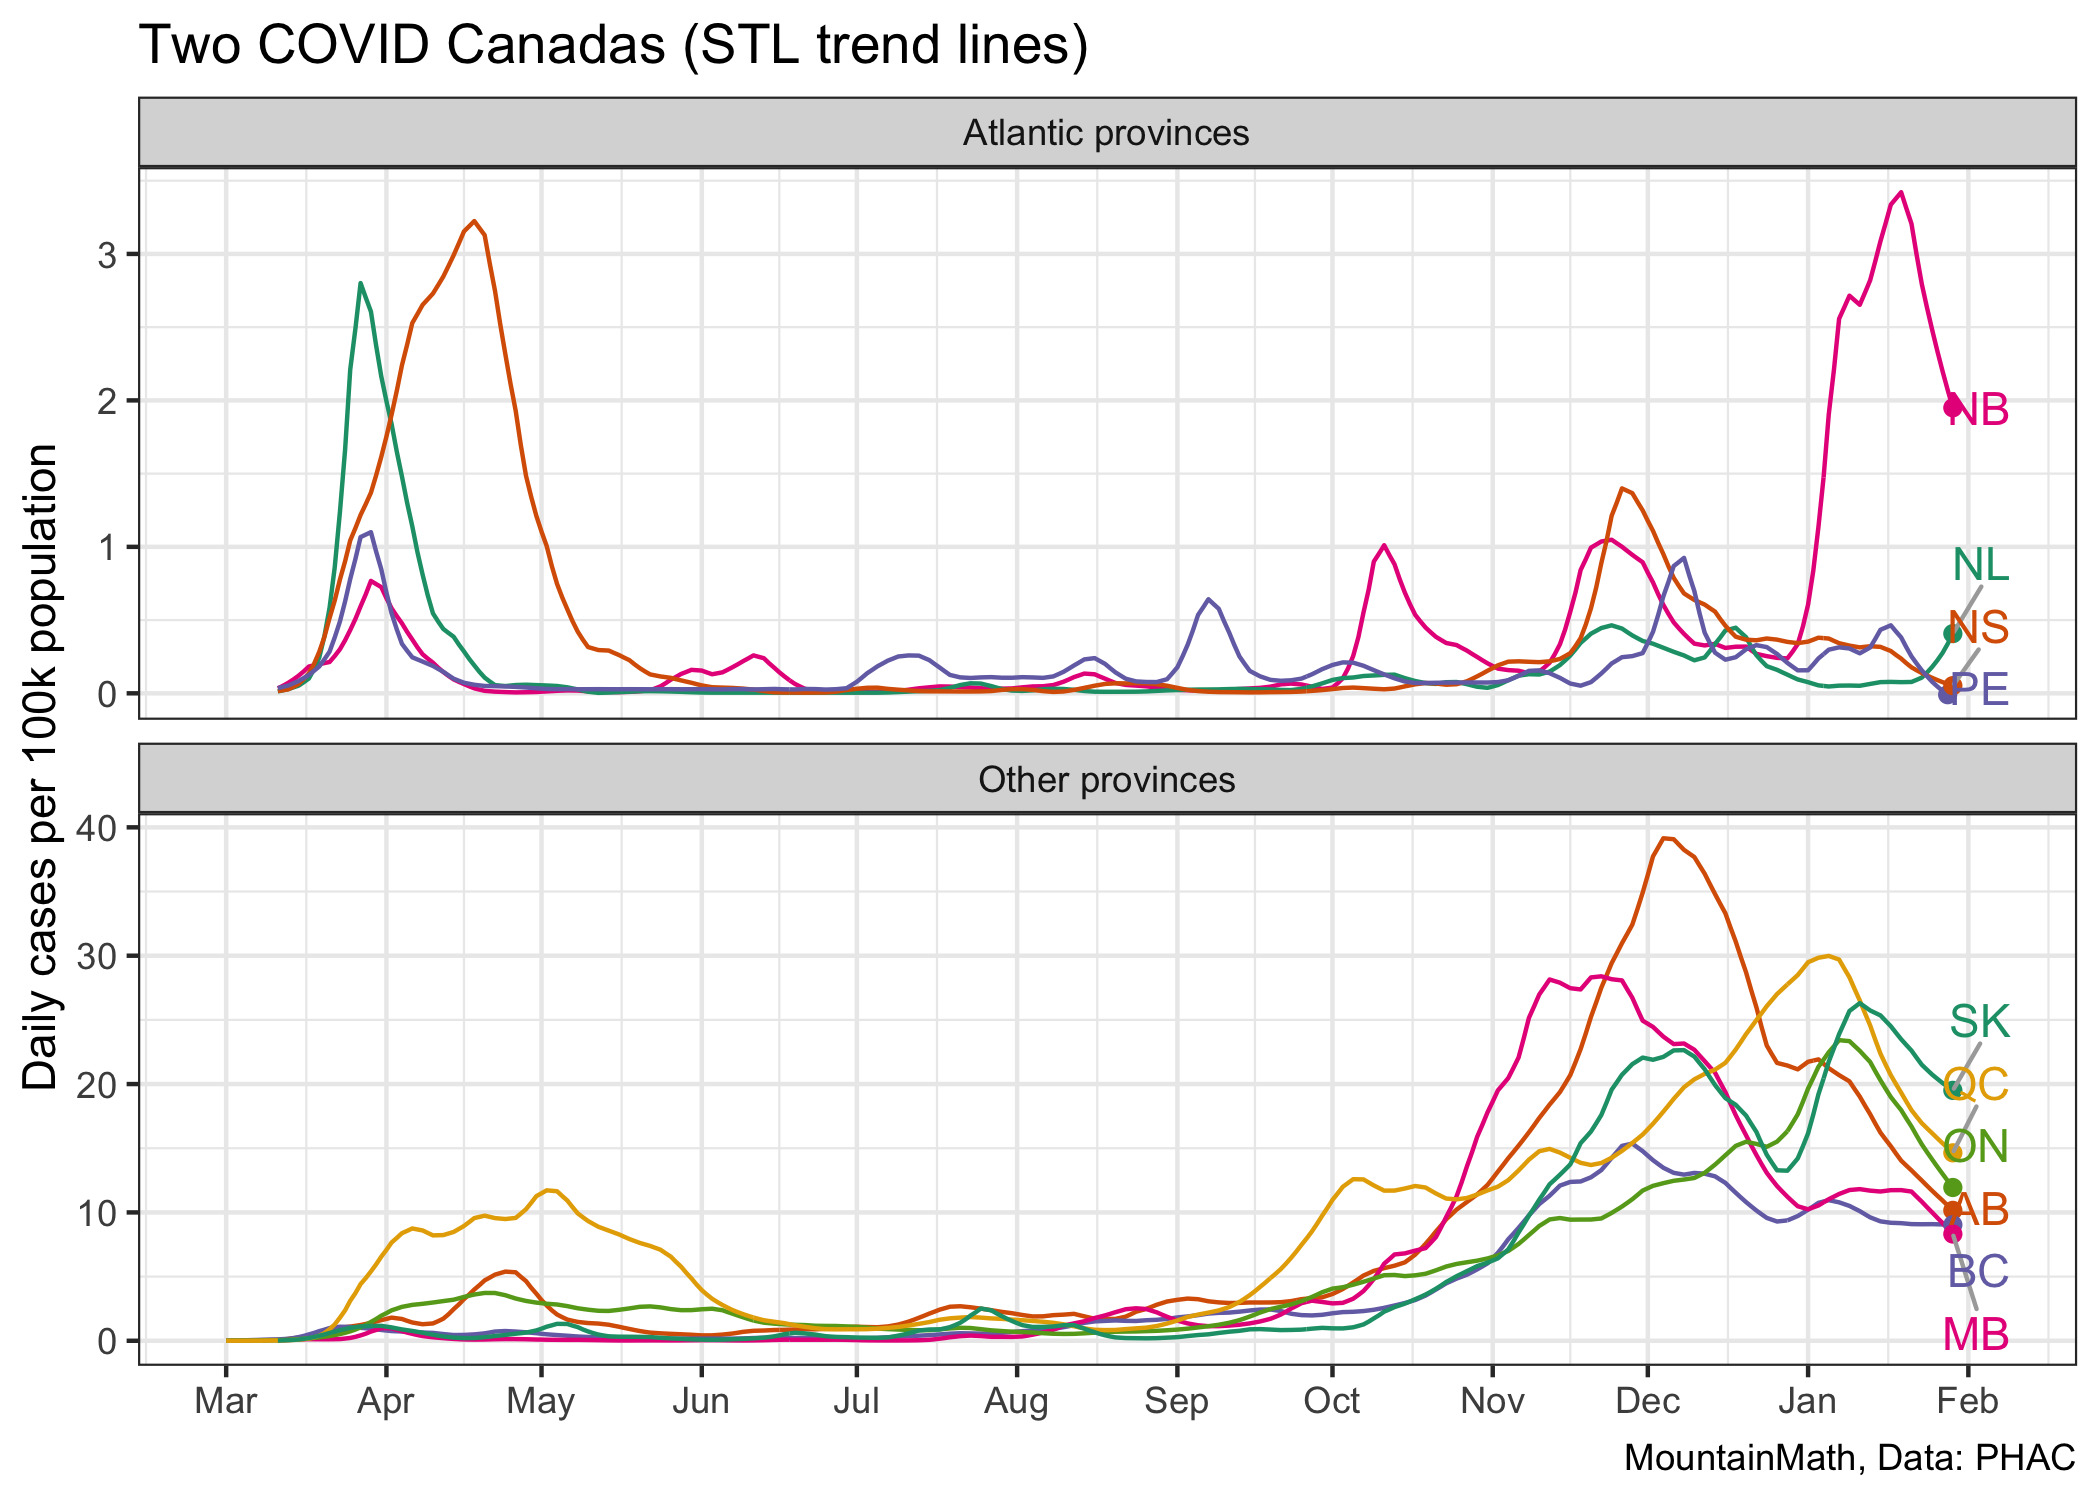 Two COVID Canadas (STL trend lines)
Daily cases per 100k population
Atlantic provinces
3
2
1
0
NB
NL
NS
PE
Other provinces
40
30
20
10
0
SK
QC
ON
AB
BC
MB
Mar Apr May Jun Jul Aug Sep Oct Nov Dec Jan Feb
MountainMath, Data: PHAC